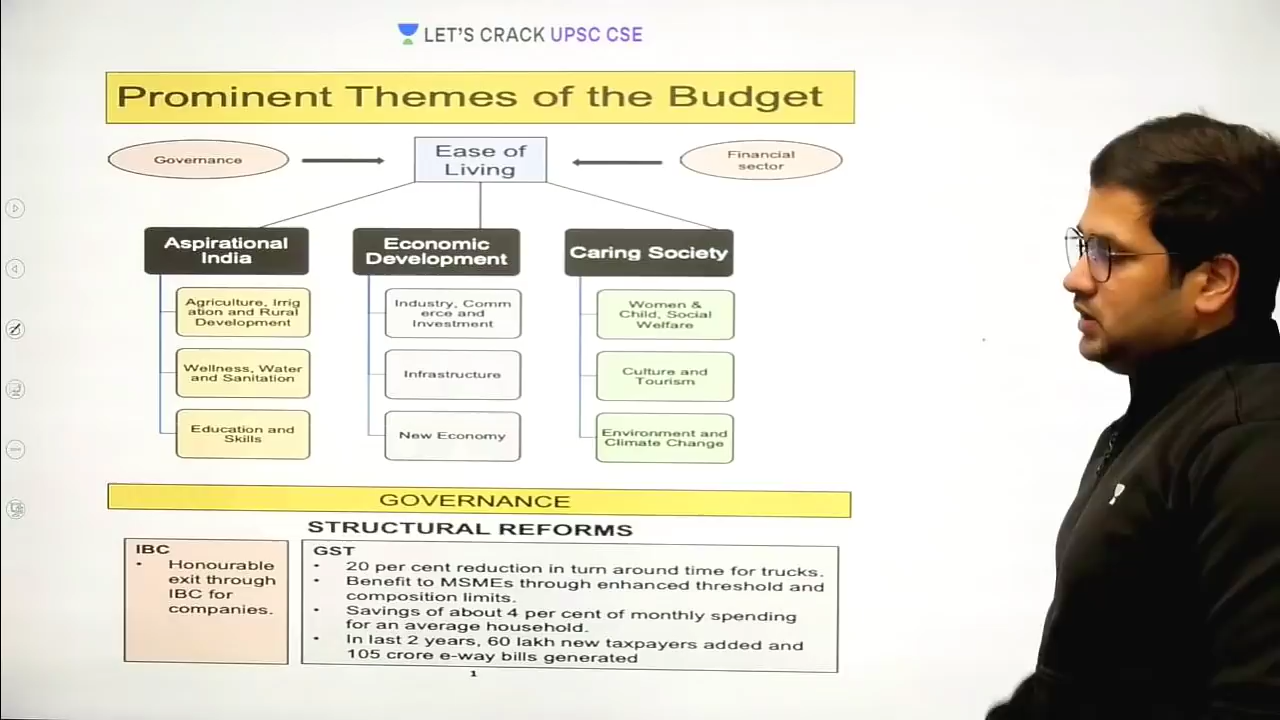 LET'S CRACK UPSC CSE
Prominent Themes of the Budget
Governance
Ease of
Living
Financial
sector
Aspirational
India
Economic
Development
Caring Society
Agriculture, Irrig
ation and Rural
Development
Industry, Comm
erce and
Investment
Women &
Child, Social
Welfare
Wellness, Water
and Sanitation
Infrastructure
Culture and
Tourism
Education and
Skills
New Economy
Environment and
Climate Change
GOVERNANCE
STRUCTURAL REFORMS
IBC
• Honourable
exit through
IBC for
companies.
GST
• 20 per cent reduction in turn around time for trucks.
• Benefit to MSMEs through enhanced threshold and
composition limits.
• Savings of about 4 per cent of monthly spending
for an average household.
• In last 2 years, 60 lakh new taxpayers added and
105 crore e-way bills generated
1